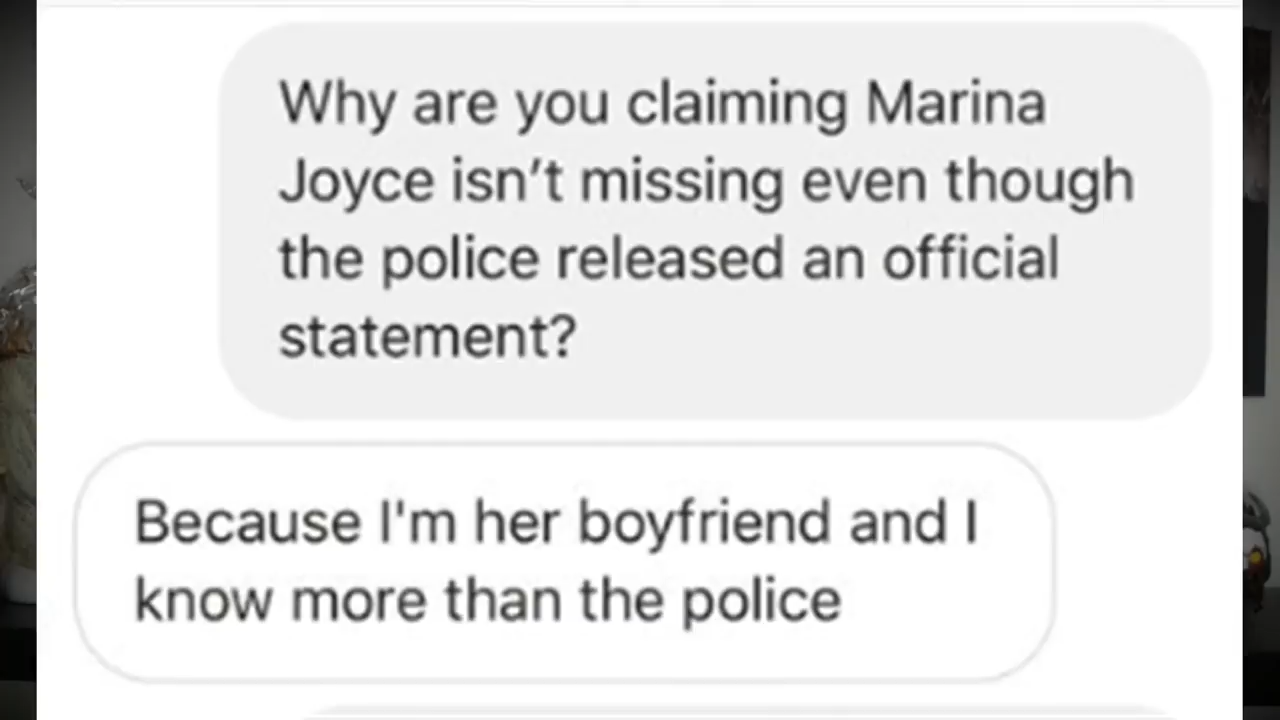 Why are you claiming Marina
Joyce isn’t missing even though
the police released an official
statement?
Because I'm her boyfriend and I
know more than the police